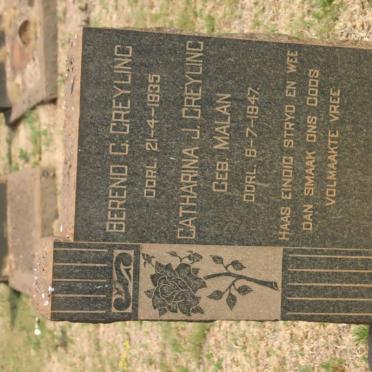 BEREND C. GREYLING
OORL. 21-4-1935
CATHARINA J. GREYLING
GEB. MALAN
OORL. 8-7-1947.
HAAS EINDIG STRYD EN WEE
DAN SMAAK ONS GODS
VOLMAAKTE VREE